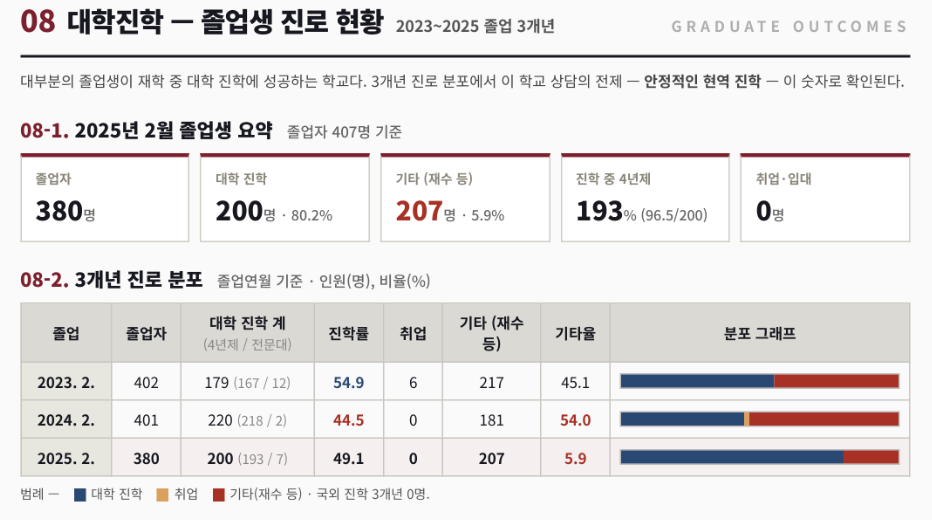 08 대학진학 — 졸업생 진로 현황 2023~2025 졸업 3개년
GRADUATE OUTCOMES
대부분의 졸업생이 재학 중 대학 진학에 성공하는 학교다. 3개년 진로 분포에서 이 학교 상담의 전제 — 안정적인 현역 진학 — 이 숫자로 확인된다.
08-1. 2025년 2월 졸업생 요약 졸업자 407명 기준
졸업자
380명
대학 진학
200명 · 80.2%
기타 (재수 등)
207명 · 5.9%
진학 중 4년제
193% (96.5/200)
취업·입대
0명
08-2. 3개년 진로 분포 졸업연월 기준 · 인원(명), 비율(%)
졸업 졸업자 대학 진학 계 (4년제 / 전문대) 진학률 취업 기타 (재수 등) 기타율 분포 그래프
2023. 2. 402 179 (167 / 12) 54.9 6 217 45.1
2024. 2. 401 220 (218 / 2) 44.5 0 181 54.0
2025. 2. 380 200 (193 / 7) 49.1 0 207 5.9
범례 — 대학 진학 취업 기타(재수 등) · 국외 진학 3개년 0명.